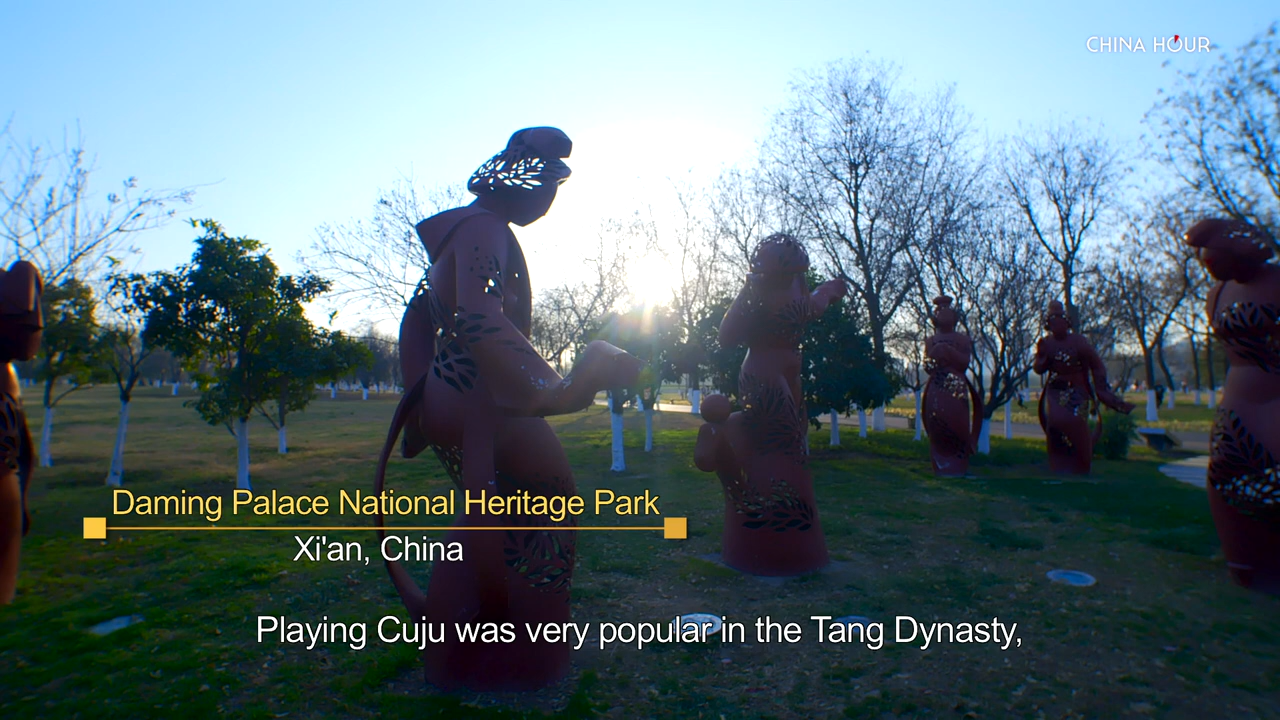 CHINA HOUR
Daming Palace National Heritage Park
Xi'an, China
Playing Cuju was very popular in the Tang Dynasty,